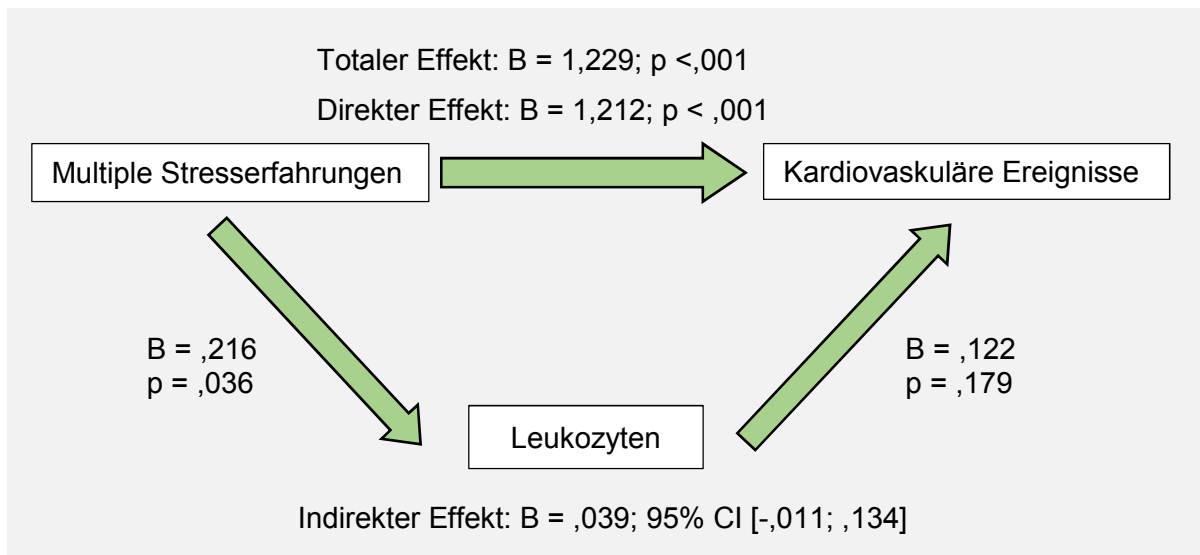 Totaler Effekt: B = 1,229; p <,001
Direkter Effekt: B = 1,212; p < ,001
Multiple Stresserfahrungen
Kardiovaskuläre Ereignisse
B = ,216
p = ,036
B = ,122
p = ,179
Leukozyten
Indirekter Effekt: B = ,039; 95% CI [-,011; ,134]